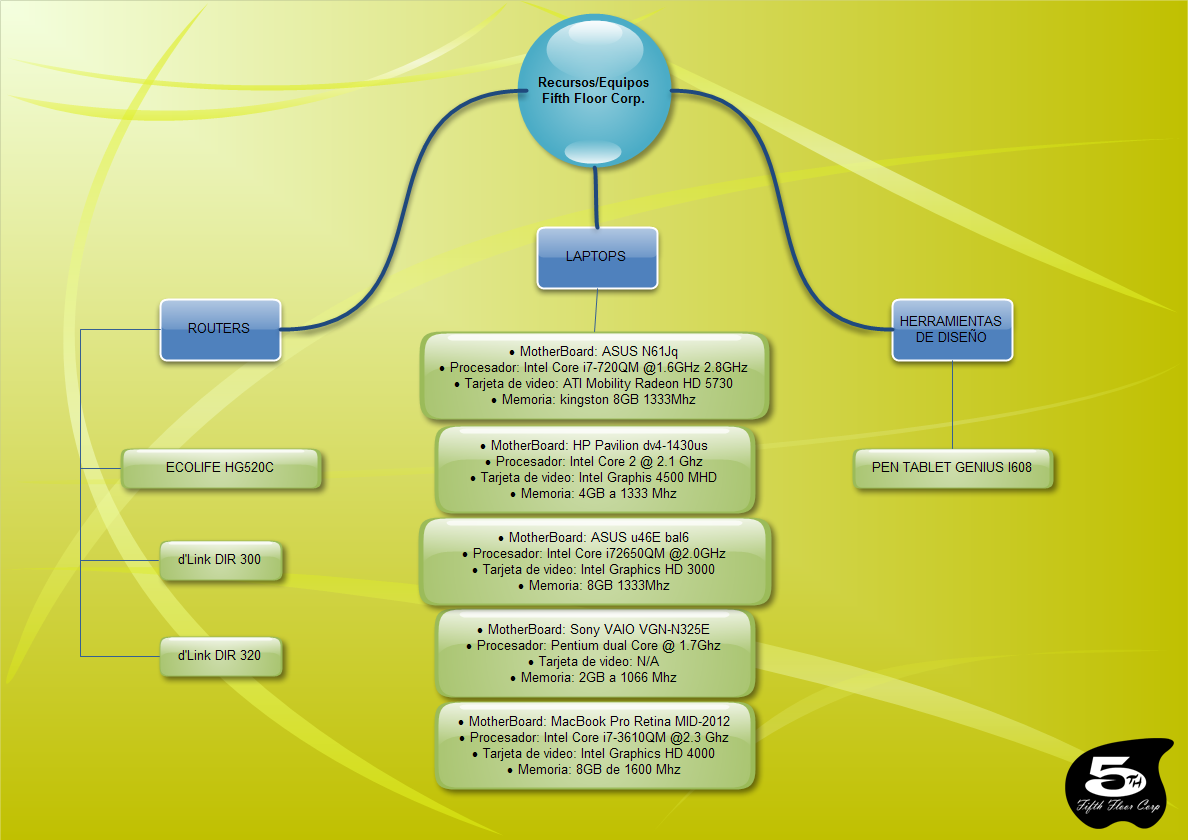 Recursos/Equipos
Fifth Floor Corp.
LAPTOPS
ROUTERS
HERRAMIENTAS
DE DISEÑO
• MotherBoard: ASUS N61Jq
• Procesador: Intel Core i7-720QM @1.6GHz 2.8GHz
• Tarjeta de video: ATI Mobility Radeon HD 5730
• Memoria: kingston 8GB 1333Mhz
• MotherBoard: HP Pavilion dv4-1430us
• Procesador: Intel Core 2 @ 2.1 Ghz
• Tarjeta de video: Intel Graphis 4500 MHD
• Memoria: 4GB a 1333 Mhz
• MotherBoard: ASUS u46E bal6
• Procesador: Intel Core i72650QM @2.0GHz
• Tarjeta de video: Intel Graphics HD 3000
• Memoria: 8GB 1333Mhz
• MotherBoard: Sony VAIO VGN-N325E
• Procesador: Pentium dual Core @ 1.7Ghz
• Tarjeta de video: N/A
• Memoria: 2GB a 1066 Mhz
• MotherBoard: MacBook Pro Retina MID-2012
• Procesador: Intel Core i7-3610QM @2.3 Ghz
• Tarjeta de video: Intel Graphics HD 4000
• Memoria: 8GB de 1600 Mhz
ECOLIFE HG520C
d'Link DIR 300
d'Link DIR 320
PEN TABLET GENIUS I608
5TH
Fifth Floor Corp